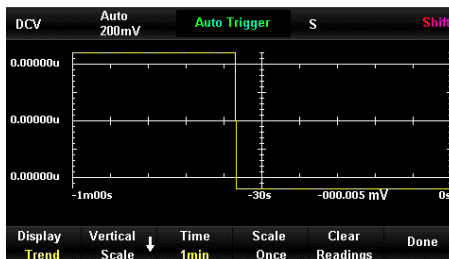 DCV Auto Auto Trigger S Shift
200mV
0.00000u
0.00000u
0.00000u
-1m00s -30s -000.005 mV 0s
Display Vertical Time Scale Clear Done
Trend Scale 1min Once Readings